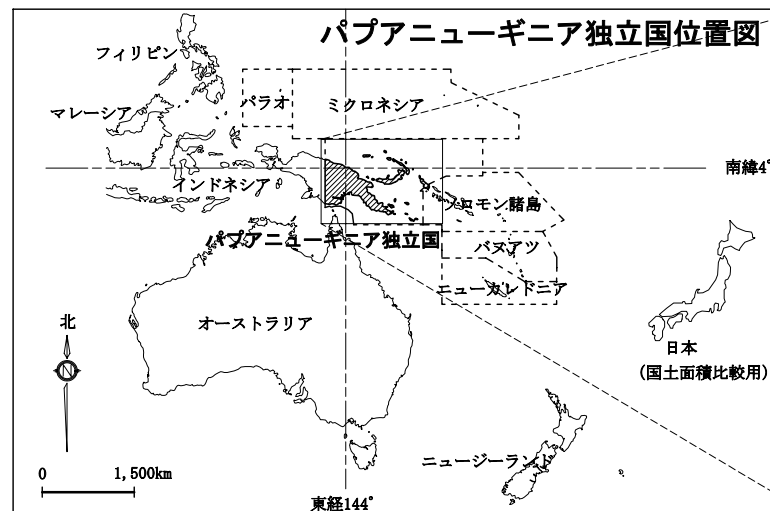 パプアニューギニア独立国位置図
フィリピン
マレーシア
パラオ
ミクロネシア
南緯4°
インドネシア
ソロモン諸島
パプアニューギニア独立国
バヌアツ
ニューカレドニア
オーストラリア
北
日本
(国土面積比較用)
ニュージーランド
0 1,500km
東経144°